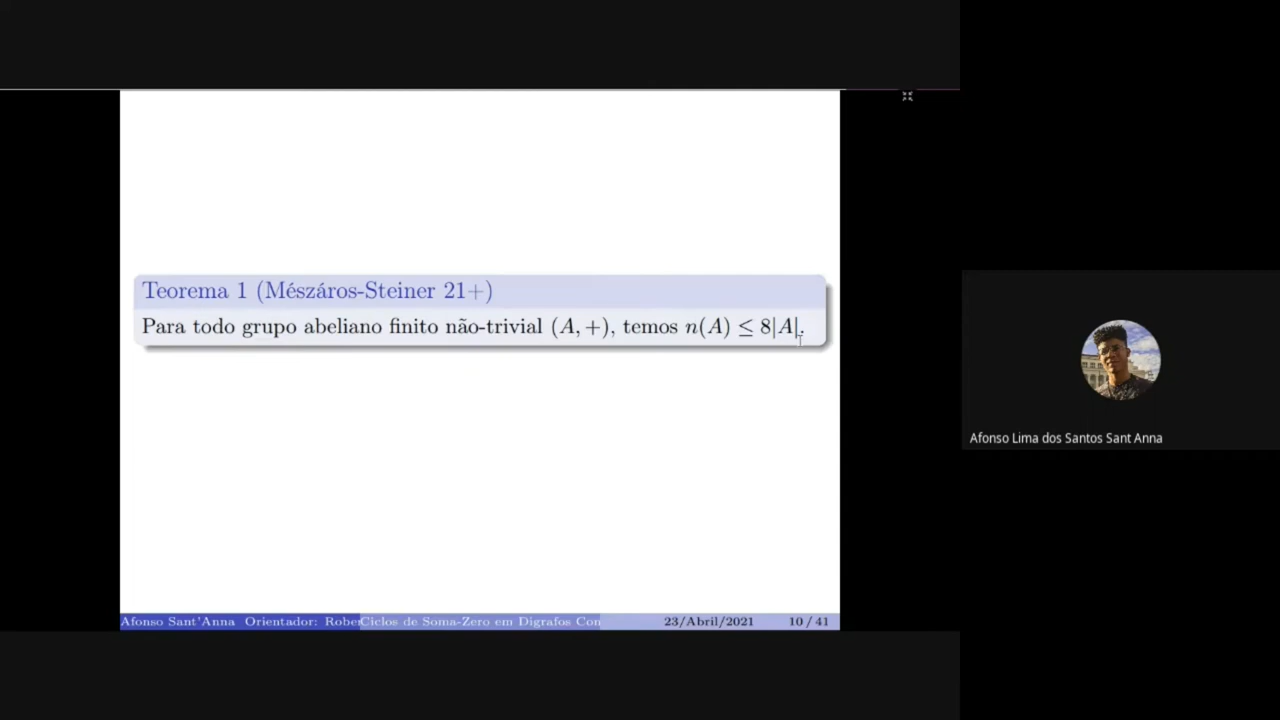 Teorema 1 (Mészáros-Steiner 21+)
Para todo grupo abeliano finito não-trivial (A, +), temos n(A) ≤ 8|A|.
Afonso Lima dos Santos Sant Anna
Afonso Sant'Anna Orientador: Rober Ciclos de Soma-Zero em Digrafos Con 23/Abril/2021 10 / 41